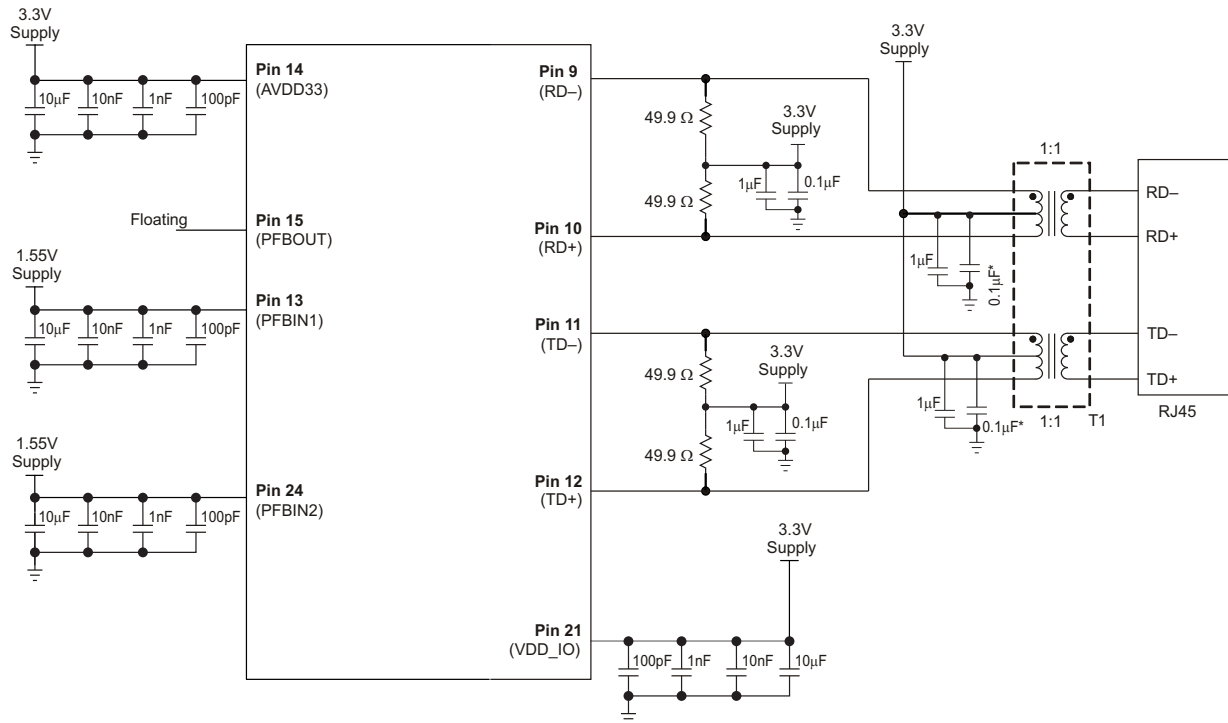 3.3V
Supply
10μF
10nF
1nF
100pF
Pin 14
(AVDD33)
Floating
Pin 15
(PFBOUT)
1.55V
Supply
10μF
10nF
1nF
100pF
Pin 13
(PFBIN1)
1.55V
Supply
10μF
10nF
1nF
100pF
Pin 24
(PFBIN2)
Pin 9
(RD–)
49.9 Ω
3.3V
Supply
1μF
0.1μF
49.9 Ω
Pin 10
(RD+)
Pin 11
(TD–)
49.9 Ω
3.3V
Supply
1μF
0.1μF
49.9 Ω
Pin 12
(TD+)
3.3V
Supply
Pin 21
(VDD_IO)
100pF
1nF
10nF
10μF
3.3V
Supply
1:1
1μF
0.1μF*
1μF
0.1μF*
1:1
T1
RD–
RD+
TD–
TD+
RJ45